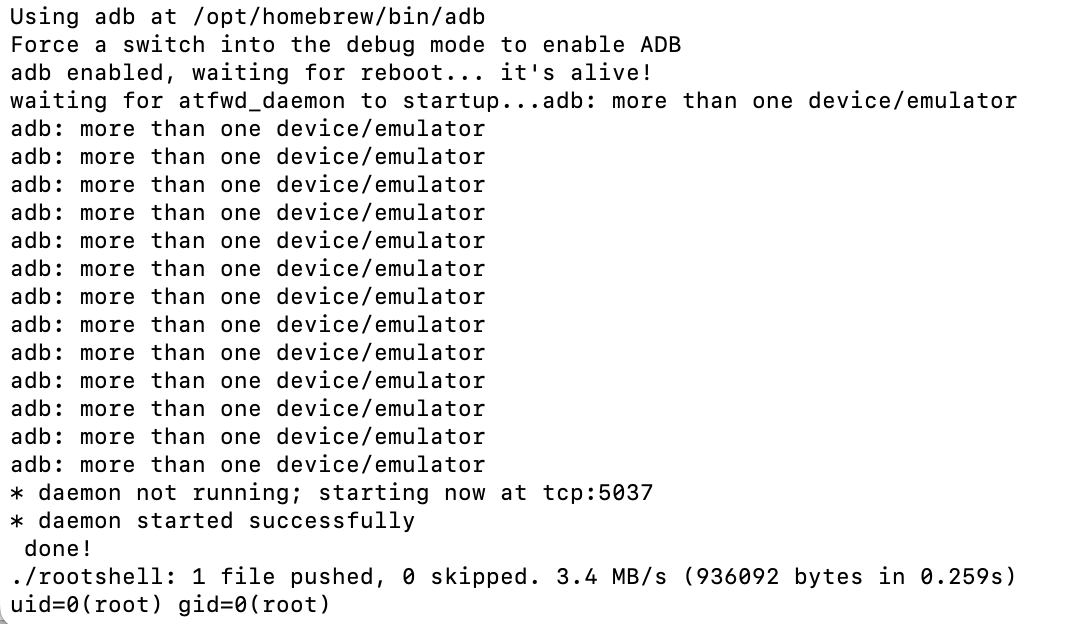 Using adb at /opt/homebrew/bin/adb
Force a switch into the debug mode to enable ADB
adb enabled, waiting for reboot... it's alive!
waiting for atfwd_daemon to startup...adb: more than one device/emulator
adb: more than one device/emulator
adb: more than one device/emulator
adb: more than one device/emulator
adb: more than one device/emulator
adb: more than one device/emulator
adb: more than one device/emulator
adb: more than one device/emulator
adb: more than one device/emulator
adb: more than one device/emulator
adb: more than one device/emulator
adb: more than one device/emulator
adb: more than one device/emulator
adb: more than one device/emulator
* daemon not running; starting now at tcp:5037
* daemon started successfully
 done!
./rootshell: 1 file pushed, 0 skipped. 3.4 MB/s (936092 bytes in 0.259s)
uid=0(root) gid=0(root)